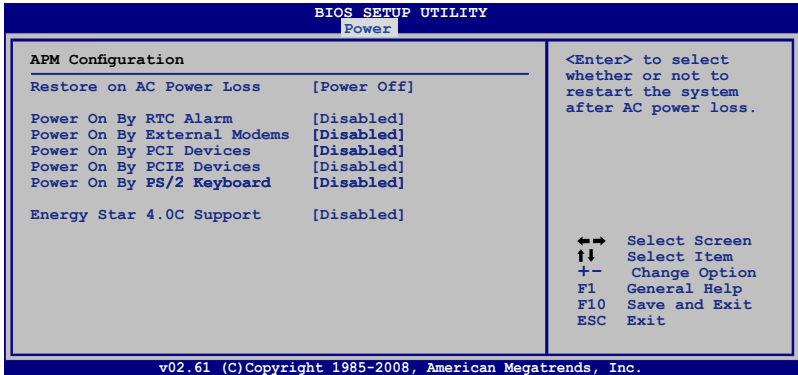 BIOS SETUP UTILITY
Power
APM Configuration
Restore on AC Power Loss [Power Off]
Power On By RTC Alarm [Disabled]
Power On By External Modems [Disabled]
Power On By PCI Devices [Disabled]
Power On By PCIE Devices [Disabled]
Power On By PS/2 Keyboard [Disabled]
Energy Star 4.0C Support [Disabled]
<Enter> to select
whether or not to
restart the system
after AC power loss.
←→ Select Screen
↑↓ Select Item
+- Change Option
F1 General Help
F10 Save and Exit
ESC Exit
v02.61 (C)Copyright 1985-2008, American Megatrends, Inc.